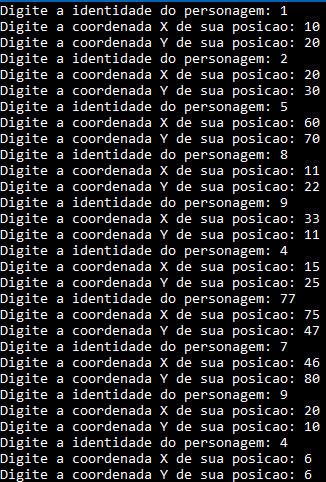 Digite a identidade do personagem: 1
Digite a coordenada X de sua posicao: 10
Digite a coordenada Y de sua posicao: 20
Digite a identidade do personagem: 2
Digite a coordenada X de sua posicao: 20
Digite a coordenada Y de sua posicao: 30
Digite a identidade do personagem: 5
Digite a coordenada X de sua posicao: 60
Digite a coordenada Y de sua posicao: 70
Digite a identidade do personagem: 8
Digite a coordenada X de sua posicao: 11
Digite a coordenada Y de sua posicao: 22
Digite a identidade do personagem: 9
Digite a coordenada X de sua posicao: 33
Digite a coordenada Y de sua posicao: 11
Digite a identidade do personagem: 4
Digite a coordenada X de sua posicao: 15
Digite a coordenada Y de sua posicao: 25
Digite a identidade do personagem: 77
Digite a coordenada X de sua posicao: 75
Digite a coordenada Y de sua posicao: 47
Digite a identidade do personagem: 7
Digite a coordenada X de sua posicao: 46
Digite a coordenada Y de sua posicao: 80
Digite a identidade do personagem: 9
Digite a coordenada X de sua posicao: 20
Digite a coordenada Y de sua posicao: 10
Digite a identidade do personagem: 4
Digite a coordenada X de sua posicao: 6
Digite a coordenada Y de sua posicao: 6